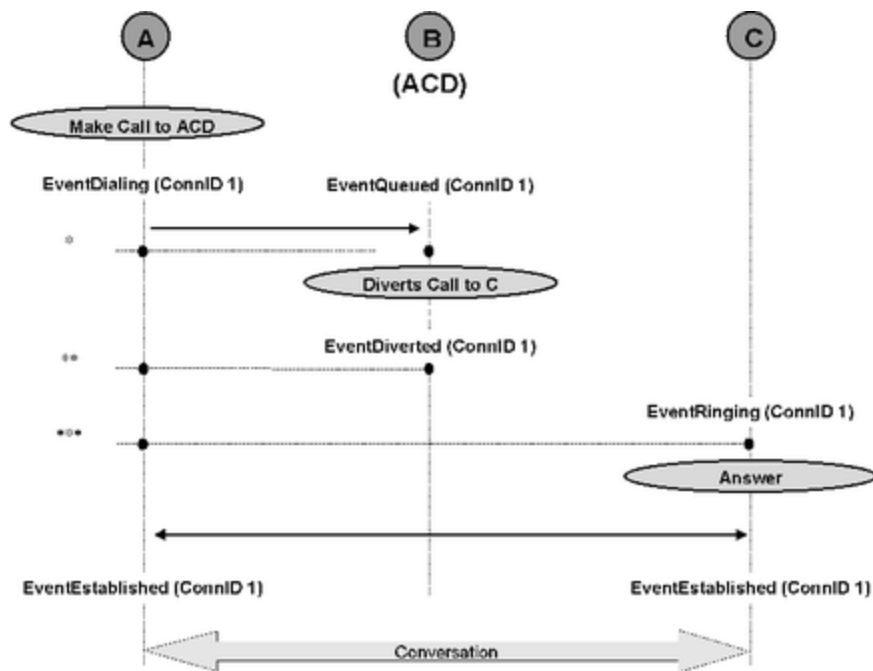 A
B
C
(ACD)
Make Call to ACD
EventDialing (ConnID 1)
EventQueued (ConnID 1)
*
Diverts Call to C
EventDiverted (ConnID 1)
**
EventRinging (ConnID 1)
***
Answer
EventEstablished (ConnID 1)
EventEstablished (ConnID 1)
Conversation